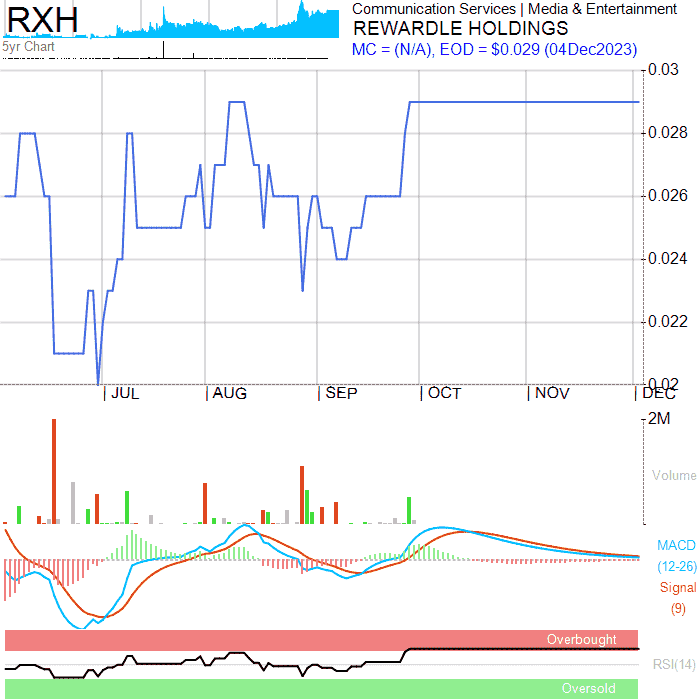 RXH
Communication Services | Media & Entertainment
REWARDLE HOLDINGS
5yr Chart
MC = (N/A), EOD = $0.029 (04Dec2023)
0.03
0.028
0.026
0.024
0.022
0.02
JUL
AUG
SEP
OCT
NOV
DEC
2M
Volume
MACD
(12-26)
Signal
(9)
Overbought
RSI(14)
Oversold